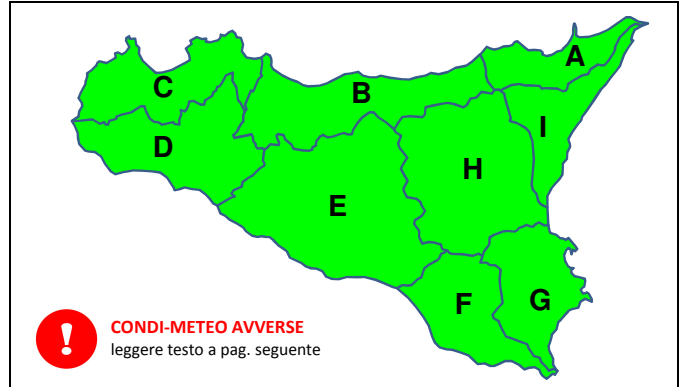 A
C
B
I
D
H
E
F
G
!
CONDI-METEO AVVERSE
leggere testo a pag. seguente